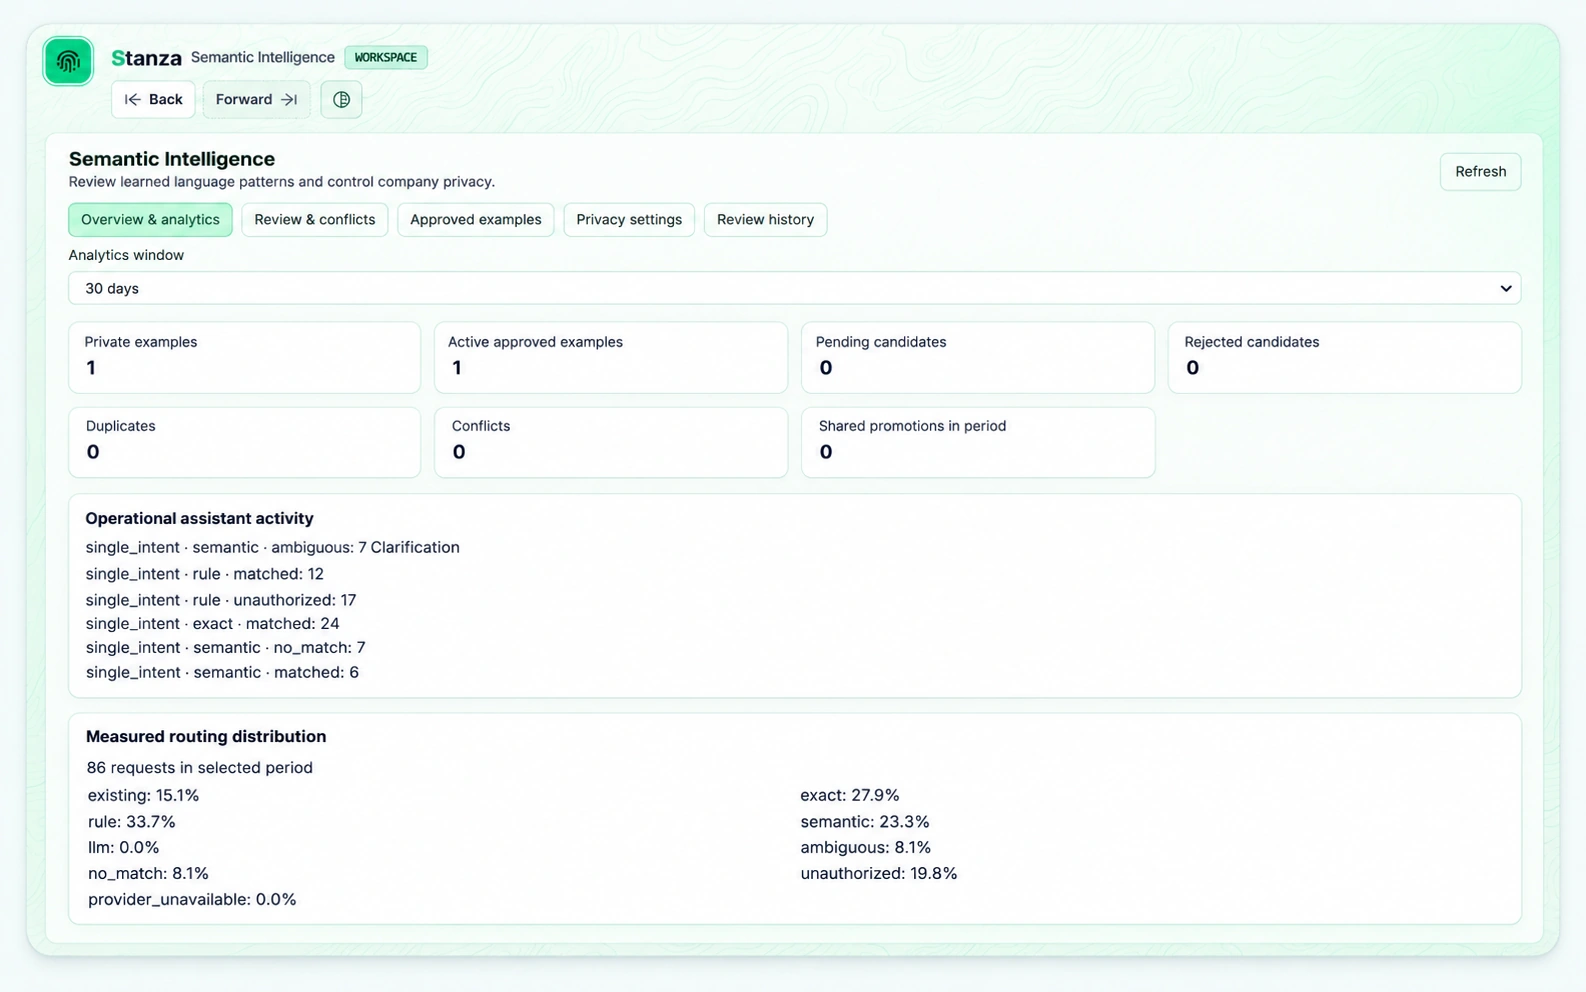 Stanza Semantic Intelligence WORKSPACE
Back Forward
Semantic Intelligence
Review learned language patterns and control company privacy.
Refresh
Overview & analytics Review & conflicts Approved examples Privacy settings Review history
Analytics window
30 days
Private examples
1
Active approved examples
1
Pending candidates
0
Rejected candidates
0
Duplicates
0
Conflicts
0
Shared promotions in period
0
Operational assistant activity
single_intent · semantic · ambiguous: 7 Clarification
single_intent · rule · matched: 12
single_intent · rule · unauthorized: 17
single_intent · exact · matched: 24
single_intent · semantic · no_match: 7
single_intent · semantic · matched: 6
Measured routing distribution
86 requests in selected period
existing: 15.1% exact: 27.9%
rule: 33.7% semantic: 23.3%
llm: 0.0% ambiguous: 8.1%
no_match: 8.1% unauthorized: 19.8%
provider_unavailable: 0.0%